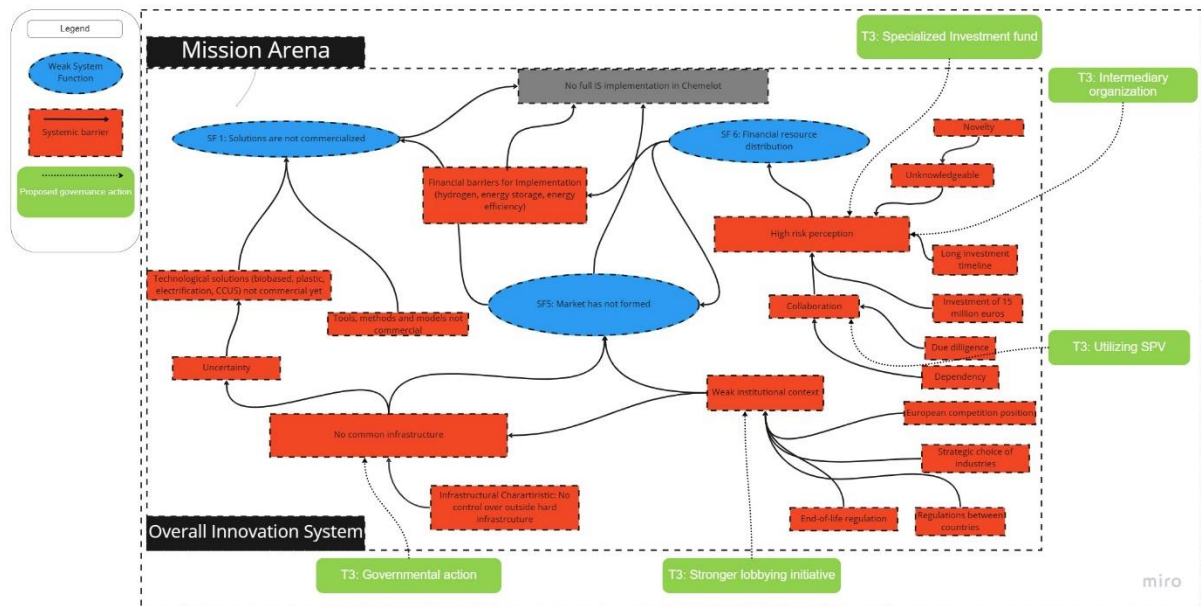 Legend
Weak System
Function
Systemic barrier
Proposed governance action
Mission Arena
T3: Specialized Investment fund
T3: Intermediary
organization
No full IS implementation in Chemelot
SF 1: Solutions are not commercialized
SF 6: Financial resource
distribution
Novelty
Unknowledgeable
Financial barriers for Implementation
(hydrogen, energy storage, energy
efficiency)
High risk perception
Long investment
timeline
Technological solutions (biobased, plastic,
electrification, CCUS) not commercial yet
SF5: Market has not formed
Collaboration
Investment of 15
million euros
Tools, methods and models not
commercial
Due dilligence
T3: Utilizing SPV
Uncertainty
Dependency
Weak institutional context
European competition position
No common infrastructure
Strategic choice of
industries
Infrastructural Charartiristic: No
control over outside hard
infrastrcuture
End-of-life regulation
Regulations between
countries
Overall Innovation System
T3: Governmental action
T3: Stronger lobbying initiative
miro